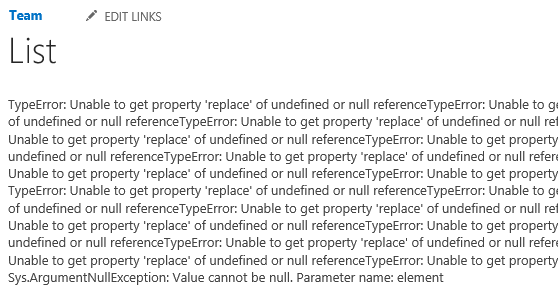 Team EDIT LINKS
List
TypeError: Unable to get property 'replace' of undefined or null referenceTypeError: Unable to ge
of undefined or null referenceTypeError: Unable to get property 'replace' of undefined or null ref
Unable to get property 'replace' of undefined or null referenceTypeError: Unable to get property
undefined or null referenceTypeError: Unable to get property 'replace' of undefined or null refere
Unable to get property 'replace' of undefined or null referenceTypeError: Unable to get property
TypeError: Unable to get property 'replace' of undefined or null referenceTypeError: Unable to ge
of undefined or null referenceTypeError: Unable to get property 'replace' of undefined or null ref
Unable to get property 'replace' of undefined or null referenceTypeError: Unable to get property
undefined or null referenceTypeError: Unable to get property 'replace' of undefined or null refere
Unable to get property 'replace' of undefined or null referenceTypeError: Unable to get property
Sys.ArgumentNullException: Value cannot be null. Parameter name: element